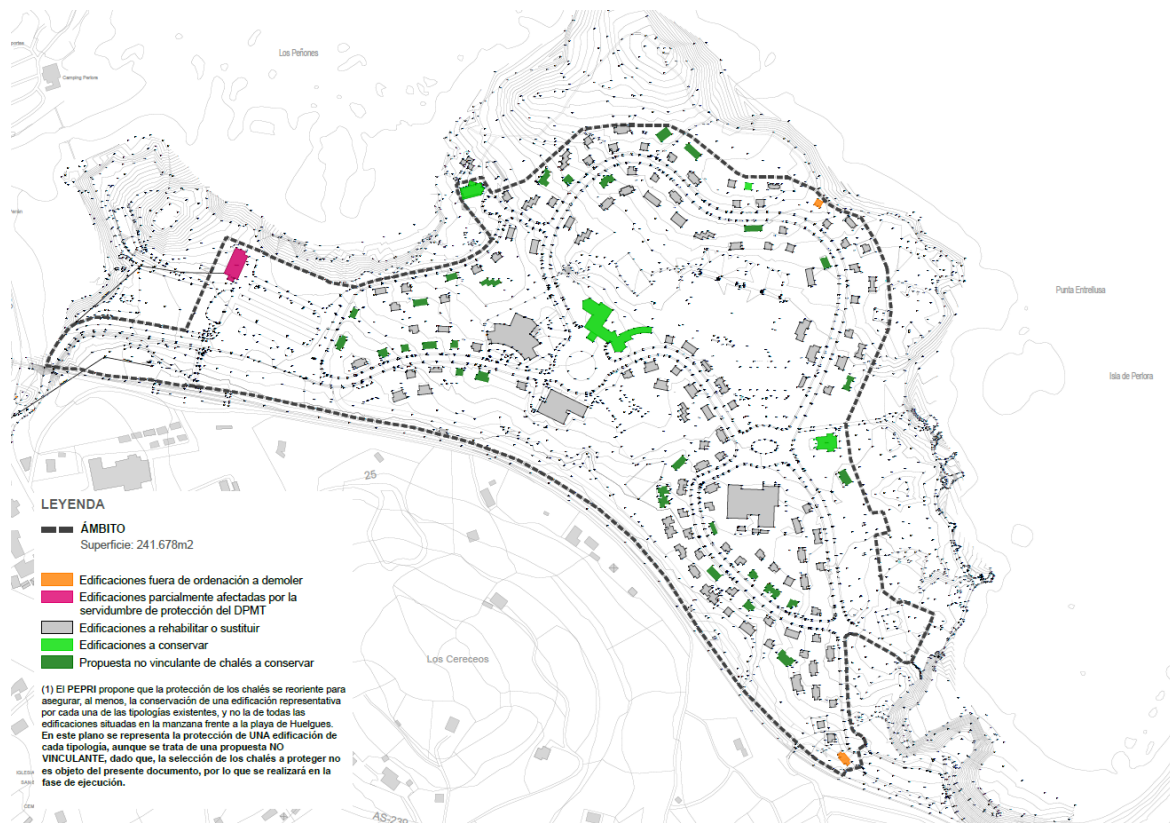 Los Peñones
Camping Perlora
Punta Entrellusa
Isla de Perlora
25
LEYENDA
ÁMBITO
Superficie: 241.678m2
Edificaciones fuera de ordenación a demoler
Edificaciones parcialmente afectadas por la
servidumbre de protección del DPMT
Edificaciones a rehabilitar o sustituir
Edificaciones a conservar
Propuesta no vinculante de chalés a conservar
Los Cereceos
(1) El PEPRI propone que la protección de los chalés se reoriente para
asegurar, al menos, la conservación de una edificación representativa
por cada una de las tipologías existentes, y no la de todas las
edificaciones situadas en la manzana frente a la playa de Huelgues.
En este plano se representa la protección de UNA edificación de
cada tipología, aunque se trata de una propuesta NO
VINCULANTE, dado que, la selección de los chalés a proteger no
es objeto del presente documento, por lo que se realizará en la
fase de ejecución.
AS-239